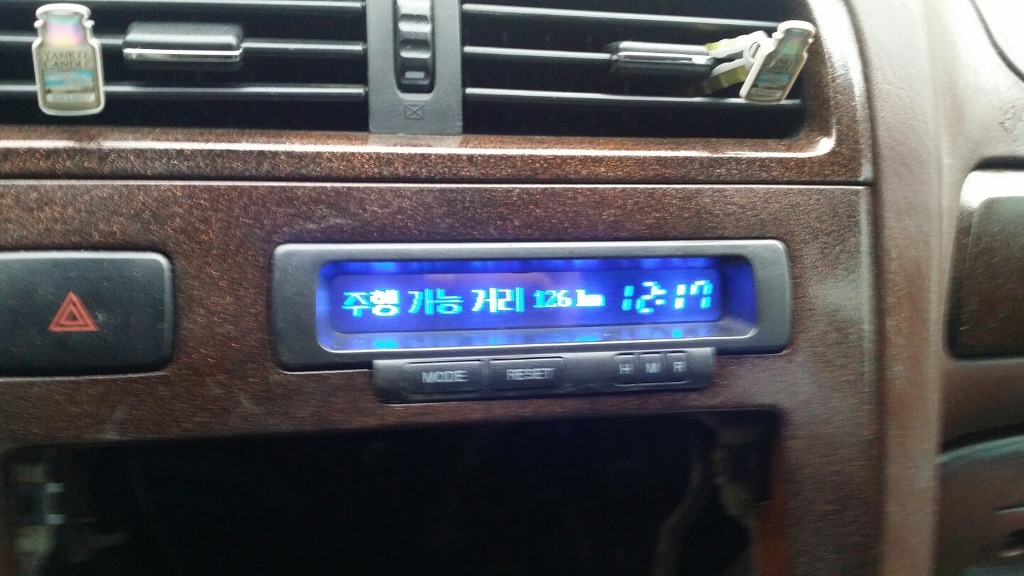 YANKEE
CANDLE
주행 가능 거리 126 km 12:17
MODE RESET H M R